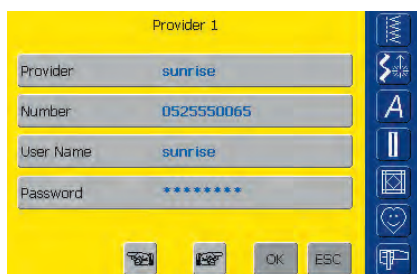 Provider 1
Provider sunrise
Number 0525550065
User Name sunrise
Password ********
OK ESC
A